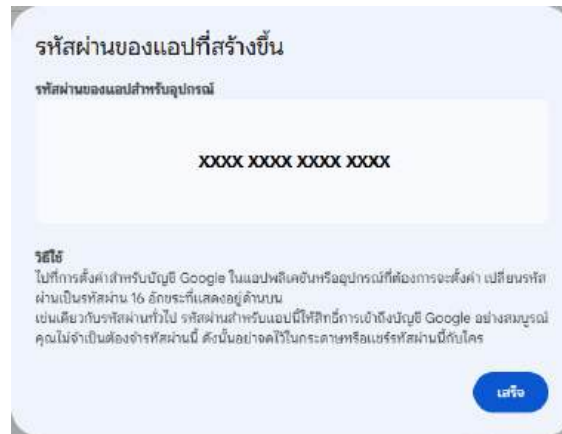 รหัสผ่านของแอปที่สร้างขึ้น
รหัสผ่านของแอปสำหรับอุปกรณ์
XXXX XXXX XXXX XXXX
วิธีใช้
ไปที่การตั้งค่าสำหรับบัญชี Google ในแอปพลิเคชันหรืออุปกรณ์ที่ต้องการจะตั้งค่า เปลี่ยนรหัส
ผ่านเป็นรหัสผ่าน 16 อักขระที่แสดงอยู่ด้านบน
เช่นเดียวกับรหัสผ่านทั่วไป รหัสผ่านสำหรับแอปนี้ให้สิทธิ์การเข้าถึงบัญชี Google อย่างสมบูรณ์
คุณไม่จำเป็นต้องจำรหัสผ่านนี้ ดังนั้นอย่าจดไว้ในกระดาษหรือแชร์รหัสผ่านนี้กับใคร
เสร็จ